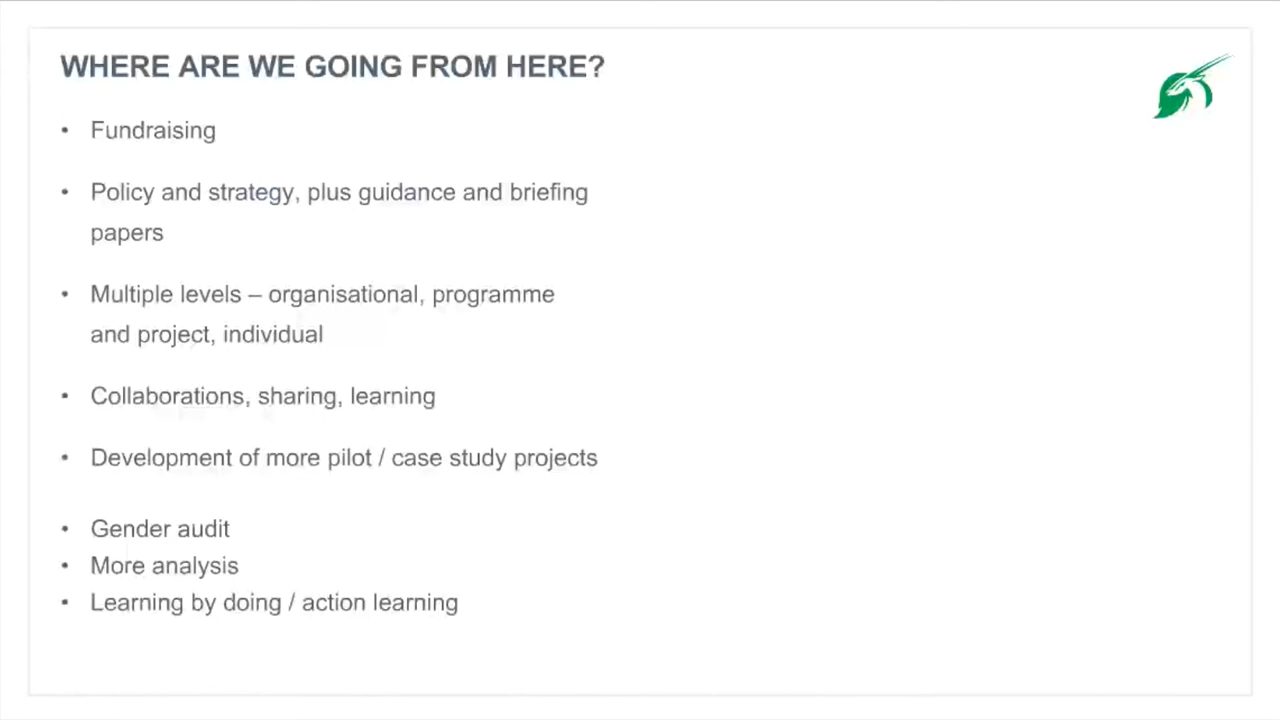 WHERE ARE WE GOING FROM HERE?
• Fundraising
• Policy and strategy, plus guidance and briefing
papers
• Multiple levels – organisational, programme
and project, individual
• Collaborations, sharing, learning
• Development of more pilot / case study projects
• Gender audit
• More analysis
• Learning by doing / action learning